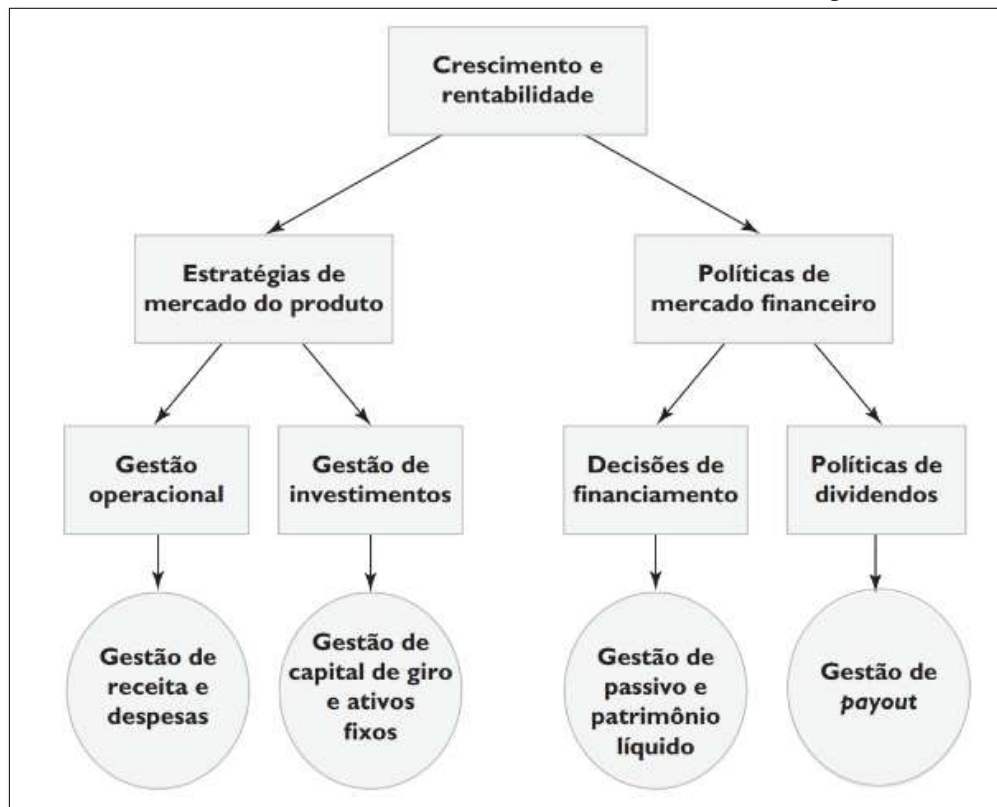 Crescimento e
rentabilidade
Estratégias de
mercado do produto
Políticas de
mercado financeiro
Gestão
operacional
Gestão de
investimentos
Decisões de
financiamento
Políticas de
dividendos
Gestão de
receita e
despesas
Gestão de
capital de giro
e ativos
fixos
Gestão de
passivo e
patrimônio
líquido
Gestão de
payout